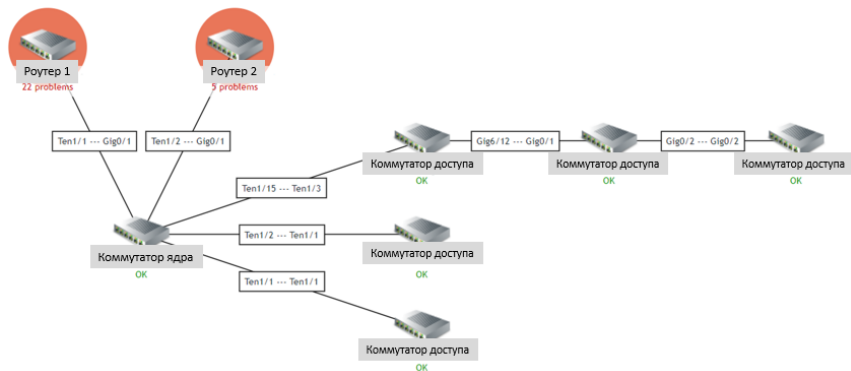 Роутер 1
22 problems
Роутер 2
5 problems
Ten1/1 --- Gig0/1
Ten1/2 --- Gig0/1
Gig6/12 --- Gig0/1
Gig0/2 --- Gig0/2
Коммутатор доступа
OK
Коммутатор доступа
OK
Коммутатор доступа
OK
Ten1/15 --- Ten1/3
Ten1/2 --- Ten1/1
Коммутатор ядра
OK
Коммутатор доступа
OK
Ten1/1 --- Ten1/1
Коммутатор доступа
OK